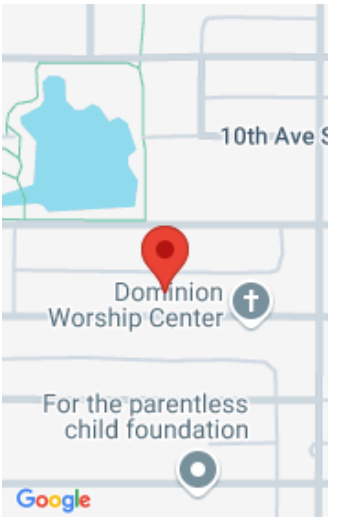 10th Ave S
Dominion
Worship Center
For the parentless
child foundation
Google